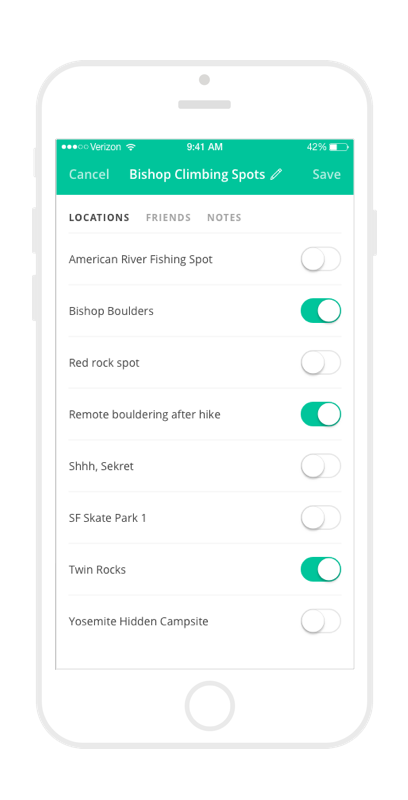 Verizon 9:41 AM 42%
Cancel Bishop Climbing Spots Save
LOCATIONS FRIENDS NOTES
American River Fishing Spot
Bishop Boulders
Red rock spot
Remote bouldering after hike
Shhh, Sekret
SF Skate Park 1
Twin Rocks
Yosemite Hidden Campsite